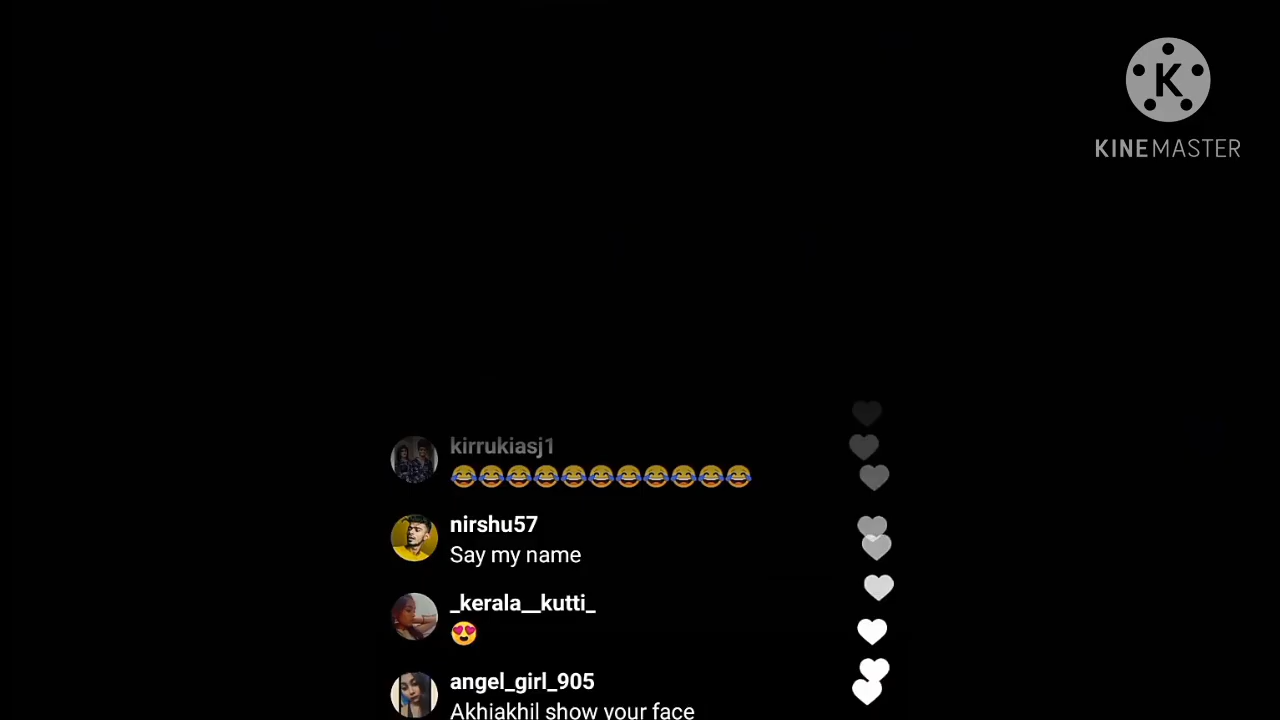 K
KINEMASTER
kirrukiasj1
😂😂😂😂😂😂😂😂😂😂😂
nirshu57
Say my name
_kerala__kutti_
😍
angel_girl_905
Akhiakhil show your face